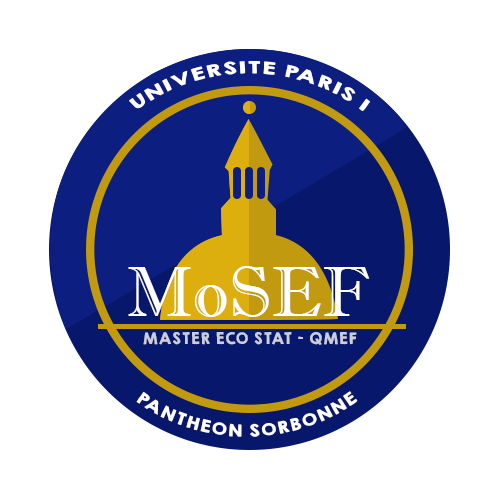 UNIVERSITE PARIS I
MoSEF
MASTER ECO STAT - QMEF
PANTHEON SORBONNE